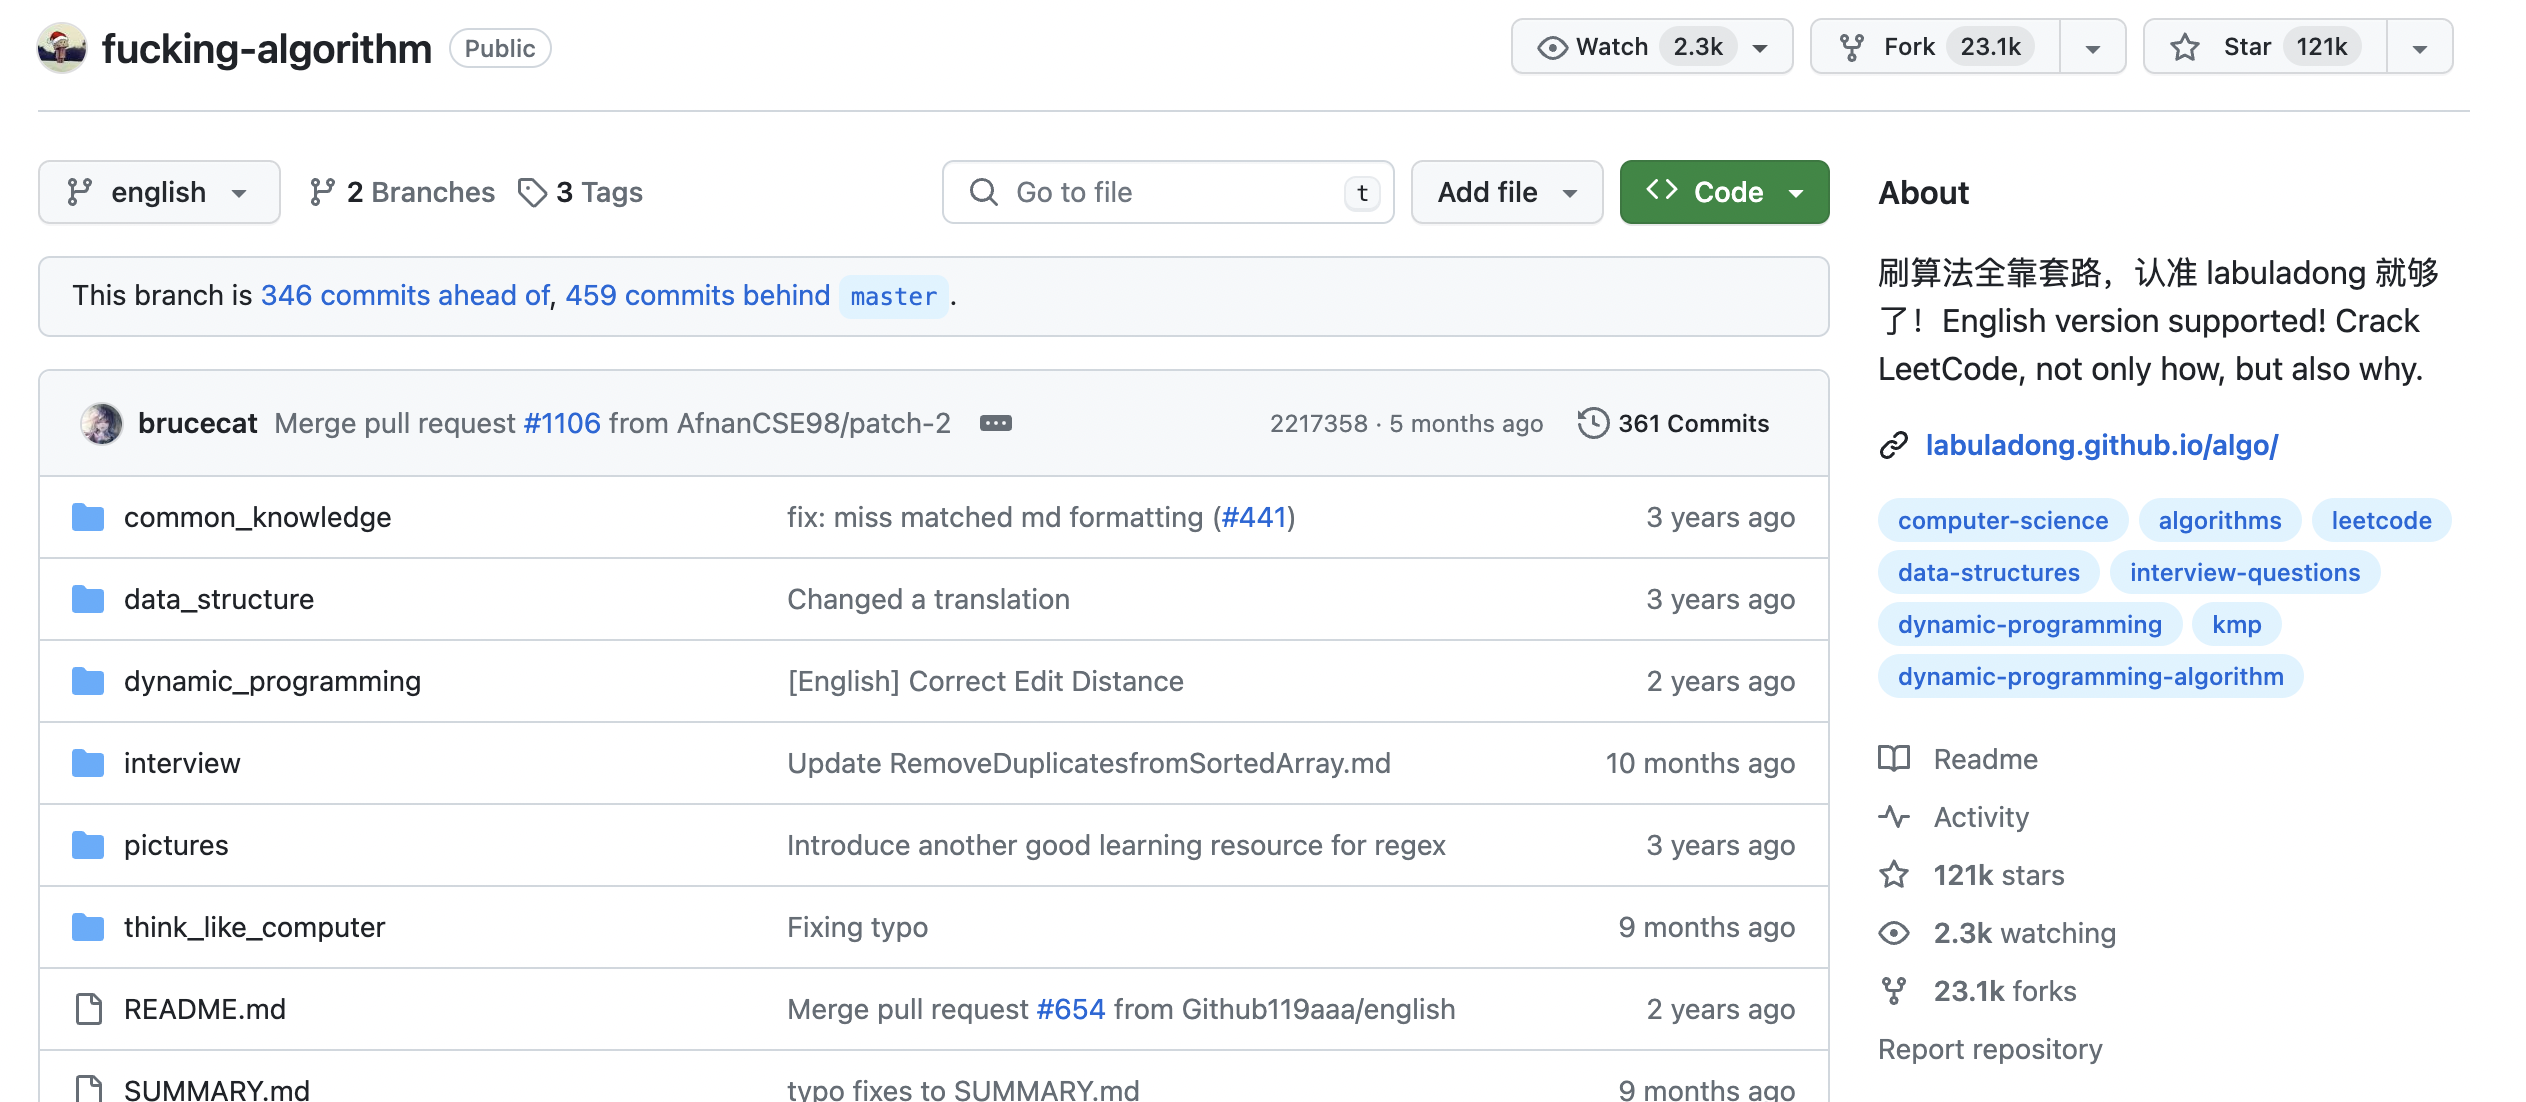 fucking-algorithm Public Watch 2.3k Fork 23.1k Star 121k
english 2 Branches 3 Tags Go to file t Add file Code
This branch is 346 commits ahead of, 459 commits behind master.
brucecat Merge pull request #1106 from AfnanCSE98/patch-2 2217358 · 5 months ago 361 Commits
common_knowledge fix: miss matched md formatting (#441) 3 years ago
data_structure Changed a translation 3 years ago
dynamic_programming [English] Correct Edit Distance 2 years ago
interview Update RemoveDuplicatesfromSortedArray.md 10 months ago
pictures Introduce another good learning resource for regex 3 years ago
think_like_computer Fixing typo 9 months ago
README.md Merge pull request #654 from Github119aaa/english 2 years ago
SUMMARY.md typo fixes to SUMMARY.md 9 months ago
About
刷算法全靠套路，认准 labuladong 就够
了！English version supported! Crack
LeetCode, not only how, but also why.
labuladong.github.io/algo/
computer-science algorithms leetcode
data-structures interview-questions
dynamic-programming kmp
dynamic-programming-algorithm
Readme
Activity
121k stars
2.3k watching
23.1k forks
Report repository